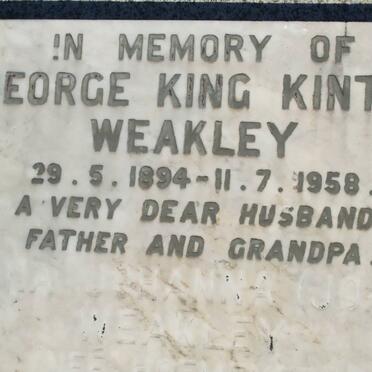 IN MEMORY OF
EORGE KING KINT
WEAKLEY
29.5.1894-11.7.1958.
A VERY DEAR HUSBAND
FATHER AND GRANDPA.
WEAKLEY